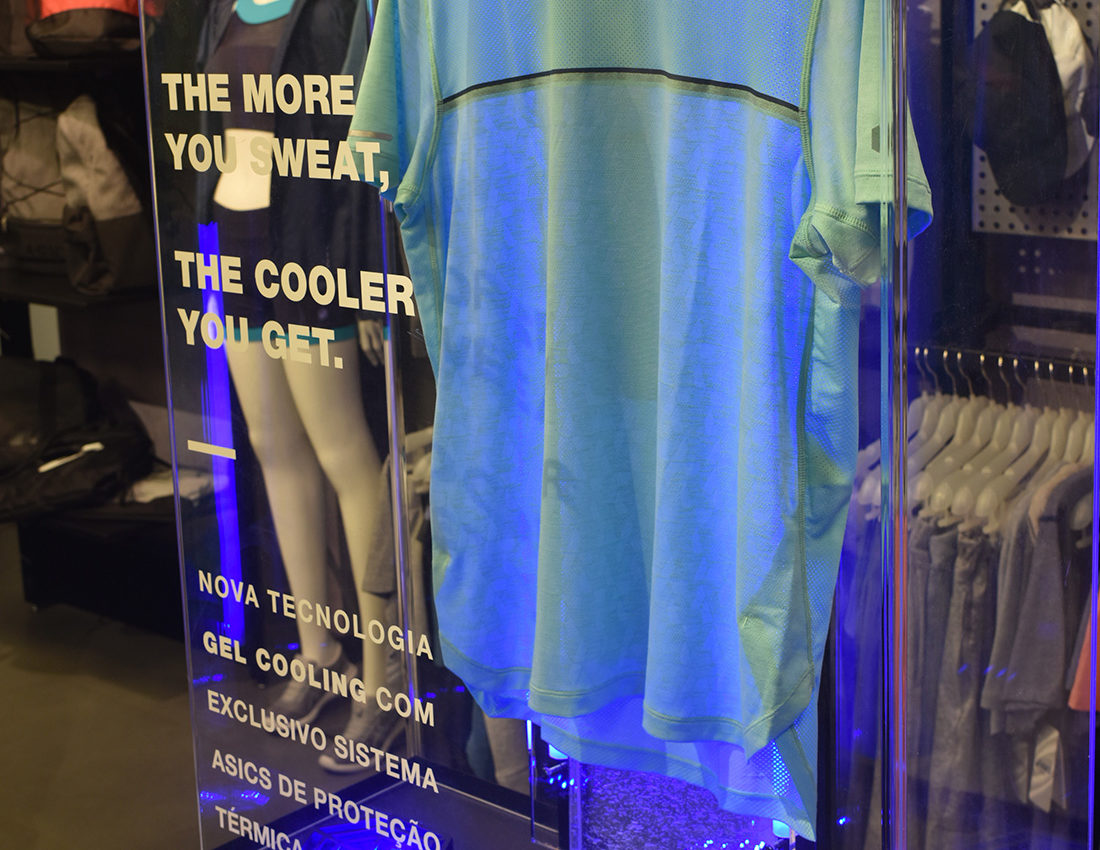 THE MORE
YOU SWEAT,
THE COOLER
YOU GET.
NOVA TECNOLOGIA
GEL COOLING COM
EXCLUSIVO SISTEMA
ASICS DE PROTEÇÃO
TÉRMICA